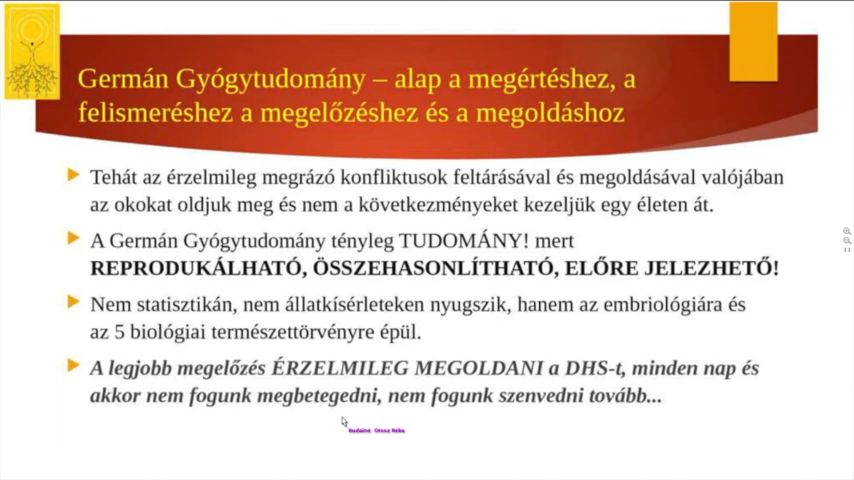 Germán Gyógytudomány – alap a megértéshez, a
felismeréshez a megelőzéshez és a megoldáshoz
Tehát az érzelmileg megrázó konfliktusok feltárásával és megoldásával valójában
az okokat oldjuk meg és nem a következményeket kezeljük egy életen át.
A Germán Gyógytudomány tényleg TUDOMÁNY! mert
REPRODUKÁLHATÓ, ÖSSZEHASONLÍTHATÓ, ELŐRE JELEZHETŐ!
Nem statisztikán, nem állatkísérleteken nyugszik, hanem az embriológiára és
az 5 biológiai természettörvényre épül.
A legjobb megelőzés ÉRZELMILEG MEGOLDANI a DHS-t, minden nap és
akkor nem fogunk megbetegedni, nem fogunk szenvedni tovább...